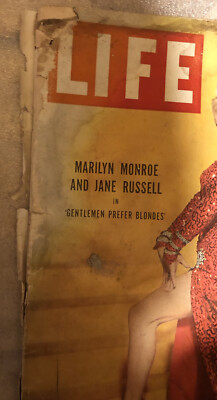 LIFE
MARILYN MONROE
AND JANE RUSSELL
IN
'GENTLEMEN PREFER BLONDES'